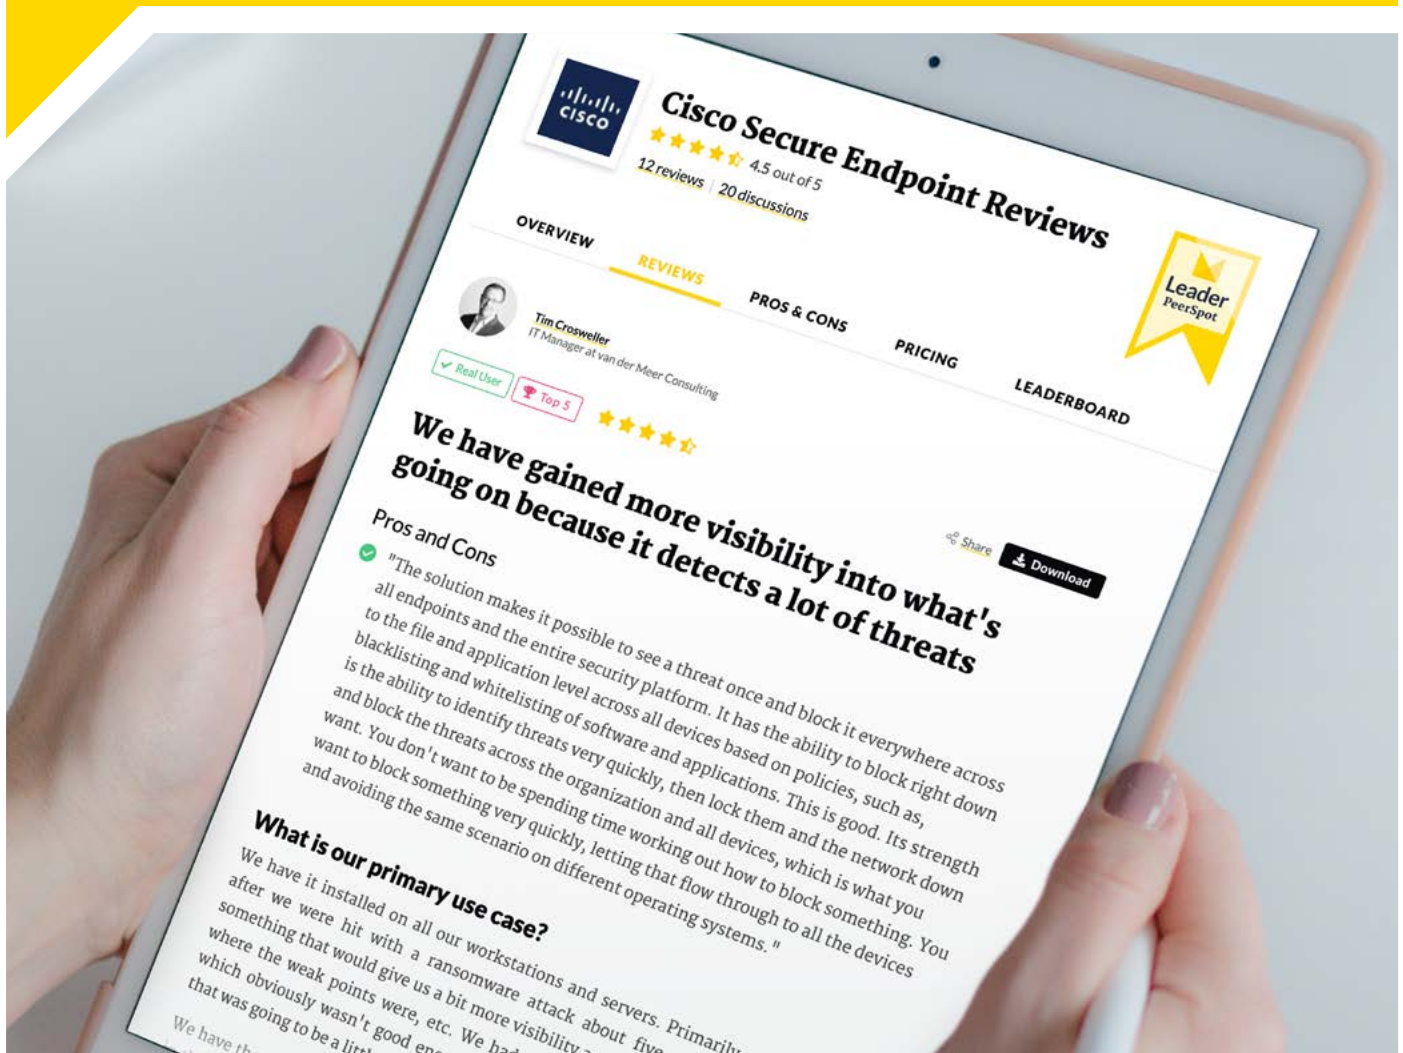 CISCO
Cisco Secure Endpoint Reviews
4.5 out of 5
12 reviews | 20 discussions
Leader
PeerSpot
OVERVIEW
REVIEWS
PROS & CONS
PRICING
LEADERBOARD
Tim Crosweller
IT Manager at van der Meer Consulting
Real User
Top 5
We have gained more visibility into what's
going on because it detects a lot of threats
Share
Download
Pros and Cons
"The solution makes it possible to see a threat once and block it everywhere across
all endpoints and the entire security platform. It has the ability to block right down
to the file and application level across all devices based on policies, such as,
blacklisting and whitelisting of software and applications. This is good. Its strength
is the ability to identify threats very quickly, then lock them and the network down
and block the threats across the organization and all devices, which is what you
want. You don't want to be spending time working out how to block something. You
want to block something very quickly, letting that flow through to all the devices
and avoiding the same scenario on different operating systems."
What is our primary use case?
We have it installed on all our workstations and servers. Primarily
after we were hit with a ransomware attack about five
something that would give us a bit more visibility
where the weak points were, etc. We had
which obviously wasn't good
that was going to be a
We have